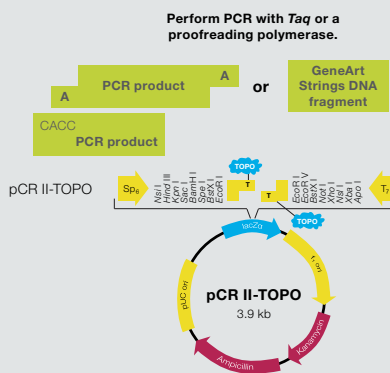 Perform PCR with Taq or a
proofreading polymerase.
A
PCR product
A
or
GeneArt
Strings DNA
fragment
CACC
PCR product
pCR II-TOPO
Sp₆
Nsi I
Hind III
Kpn I
Sac I
BamH I
Spe I
BstX I
EcoR I
TOPO
T
T
TOPO
EcoR I
EcoR V
BstX I
Not I
Xho I
Nsi I
Xba I
Apo I
T₇
lacZα
f₁ ori
Kanamycin
Ampicillin
pUC ori
pCR II-TOPO
3.9 kb